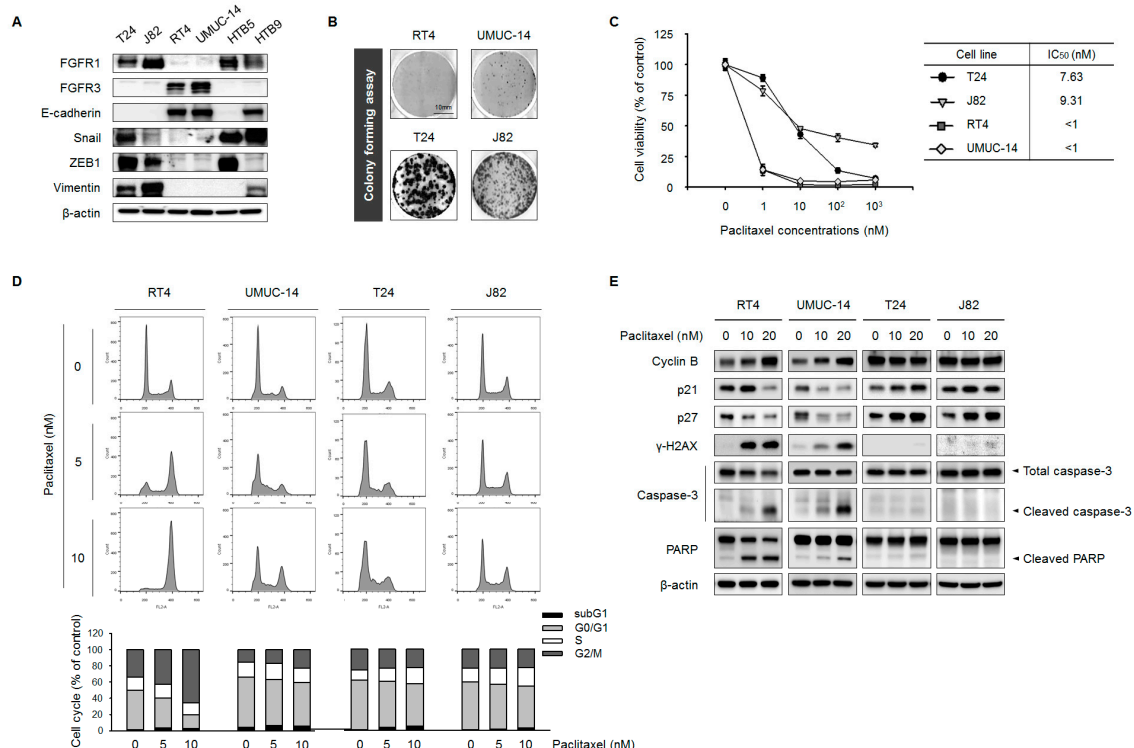 A
T24 J82 RT4 UMUC-14 HTB5 HTB9
FGFR1
FGFR3
E-cadherin
Snail
ZEB1
Vimentin
β-actin
B
Colony forming assay
RT4 UMUC-14
10mm
T24 J82
C
Cell viability (% of control)
125
100
75
50
25
0
0 1 10 10² 10³
Paclitaxel concentrations (nM)
Cell line IC50 (nM)
T24 7.63
J82 9.31
RT4 <1
UMUC-14 <1
D
RT4 UMUC-14 T24 J82
Paclitaxel (nM)
0
5
10
Count
FL2-A FL2-A FL2-A FL2-A
Cell cycle (% of control)
120
100
80
60
40
20
0
0 5 10 0 5 10 0 5 10 0 5 10 Paclitaxel (nM)
subG1
G0/G1
S
G2/M
E
RT4 UMUC-14 T24 J82
Paclitaxel (nM) 0 10 20 0 10 20 0 10 20 0 10 20
Cyclin B
p21
p27
γ-H2AX
Caspase-3
Total caspase-3
Cleaved caspase-3
PARP
Cleaved PARP
β-actin